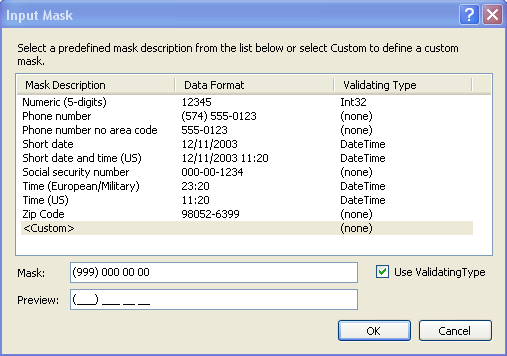 Input Mask
Select a predefined mask description from the list below or select Custom to define a custom
mask.
Mask Description Data Format Validating Type
Numeric (5-digits) 12345 Int32
Phone number (574) 555-0123 (none)
Phone number no area code 555-0123 (none)
Short date 12/11/2003 DateTime
Short date and time (US) 12/11/2003 11:20 DateTime
Social security number 000-00-1234 (none)
Time (European/Military) 23:20 DateTime
Time (US) 11:20 DateTime
Zip Code 98052-6399 (none)
<Custom> (none)
Mask: (999) 000 00 00 Use ValidatingType
Preview: (___) ___ __ __
OK Cancel